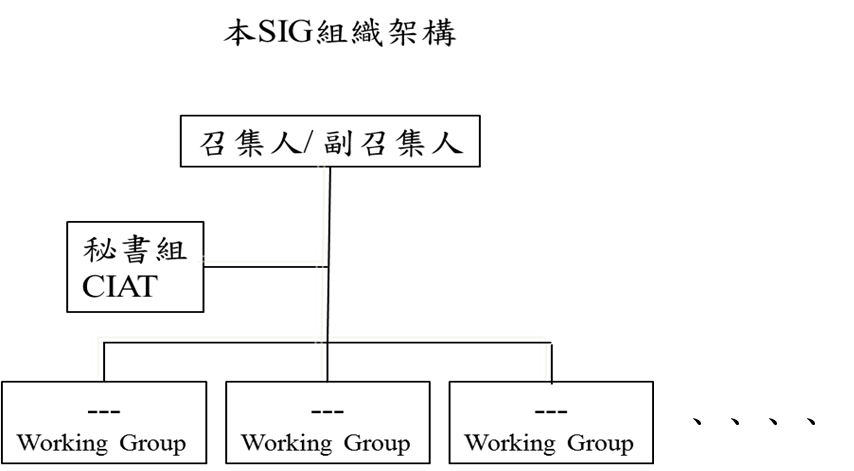 本SIG組織架構
召集人/ 副召集人
秘書組
CIAT
---
Working Group
---
Working Group
---
Working Group
、、、、